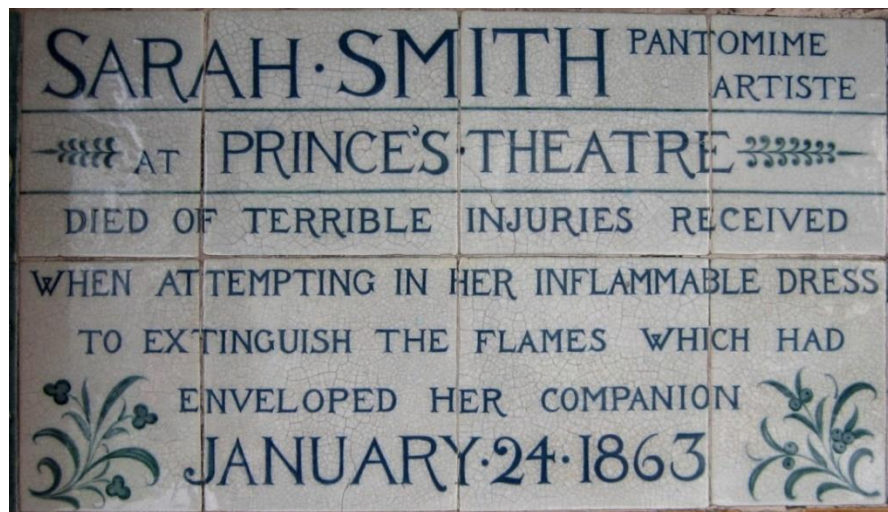 SARAH·SMITH PANTOMIME
ARTISTE
AT PRINCE'S·THEATRE
DIED OF TERRIBLE INJURIES RECEIVED
WHEN ATTEMPTING IN HER INFLAMMABLE DRESS
TO EXTINGUISH THE FLAMES WHICH HAD
ENVELOPED HER COMPANION
JANUARY·24·1863